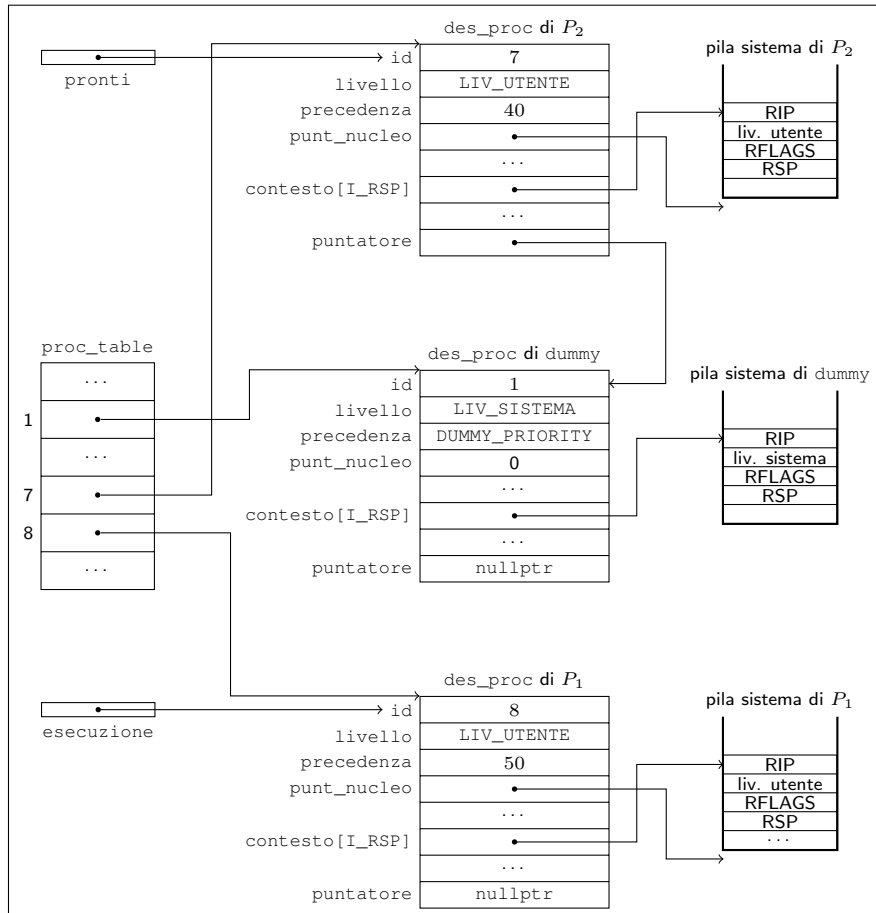 des_proc di P2
pronti
id 7
livello LIV_UTENTE
precedenza 40
punt_nucleo
...
contesto[I_RSP]
...
puntatore
pila sistema di P2
RIP
liv. utente
RFLAGS
RSP
proc_table
...
1
...
7
8
...
des_proc di dummy
id 1
livello LIV_SISTEMA
precedenza DUMMY_PRIORITY
punt_nucleo 0
...
contesto[I_RSP]
...
puntatore nullptr
pila sistema di dummy
RIP
liv. sistema
RFLAGS
RSP
esecuzione
des_proc di P1
id 8
livello LIV_UTENTE
precedenza 50
punt_nucleo
...
contesto[I_RSP]
...
puntatore nullptr
pila sistema di P1
RIP
liv. utente
RFLAGS
RSP
...